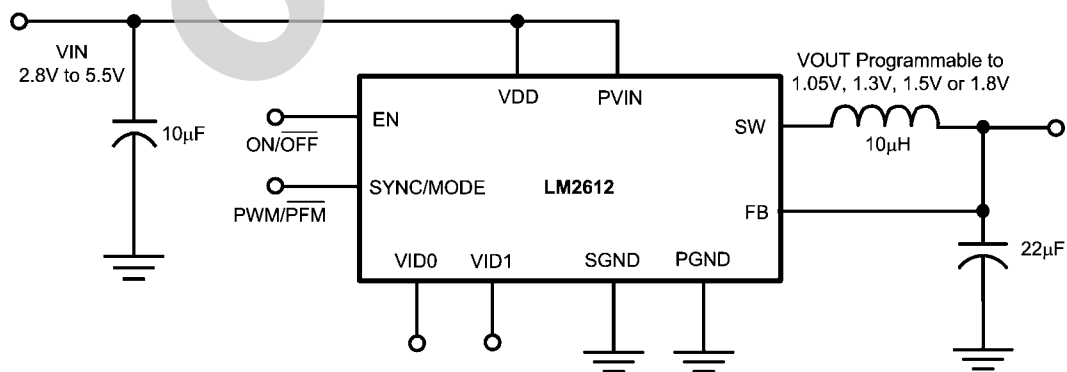 VIN
2.8V to 5.5V
10μF
ON/OFF
PWM/PFM
EN
SYNC/MODE
VDD
PVIN
LM2612
SW
FB
VID0
VID1
SGND
PGND
VOUT Programmable to
1.05V, 1.3V, 1.5V or 1.8V
10μH
22μF